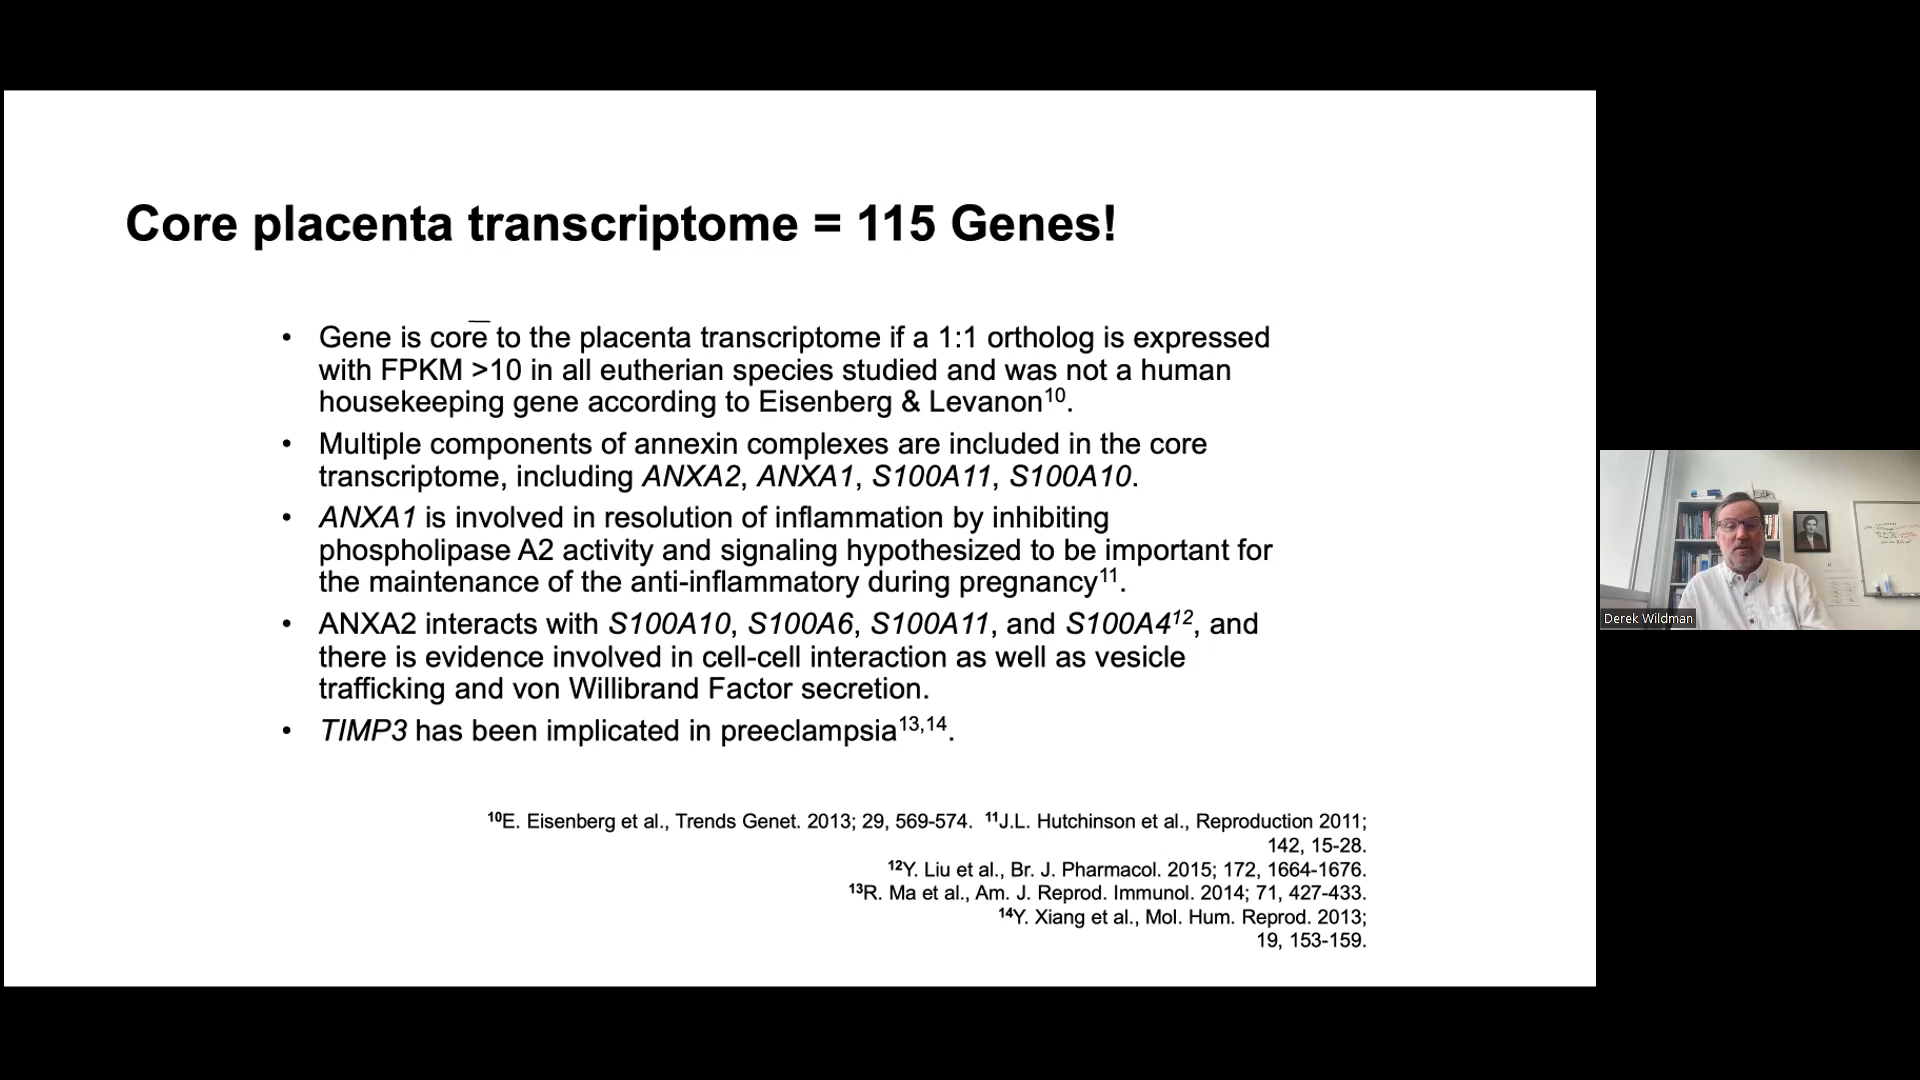 Core placenta transcriptome = 115 Genes!
• Gene is core to the placenta transcriptome if a 1:1 ortholog is expressed
with FPKM >10 in all eutherian species studied and was not a human
housekeeping gene according to Eisenberg & Levanon¹⁰.
• Multiple components of annexin complexes are included in the core
transcriptome, including ANXA2, ANXA1, S100A11, S100A10.
• ANXA1 is involved in resolution of inflammation by inhibiting
phospholipase A2 activity and signaling hypothesized to be important for
the maintenance of the anti-inflammatory during pregnancy¹¹.
• ANXA2 interacts with S100A10, S100A6, S100A11, and S100A4¹², and
there is evidence involved in cell-cell interaction as well as vesicle
trafficking and von Willibrand Factor secretion.
• TIMP3 has been implicated in preeclampsia¹³,¹⁴.
¹⁰E. Eisenberg et al., Trends Genet. 2013; 29, 569-574. ¹¹J.L. Hutchinson et al., Reproduction 2011;
142, 15-28.
¹²Y. Liu et al., Br. J. Pharmacol. 2015; 172, 1664-1676.
¹³R. Ma et al., Am. J. Reprod. Immunol. 2014; 71, 427-433.
¹⁴Y. Xiang et al., Mol. Hum. Reprod. 2013;
19, 153-159.
Derek Wildman